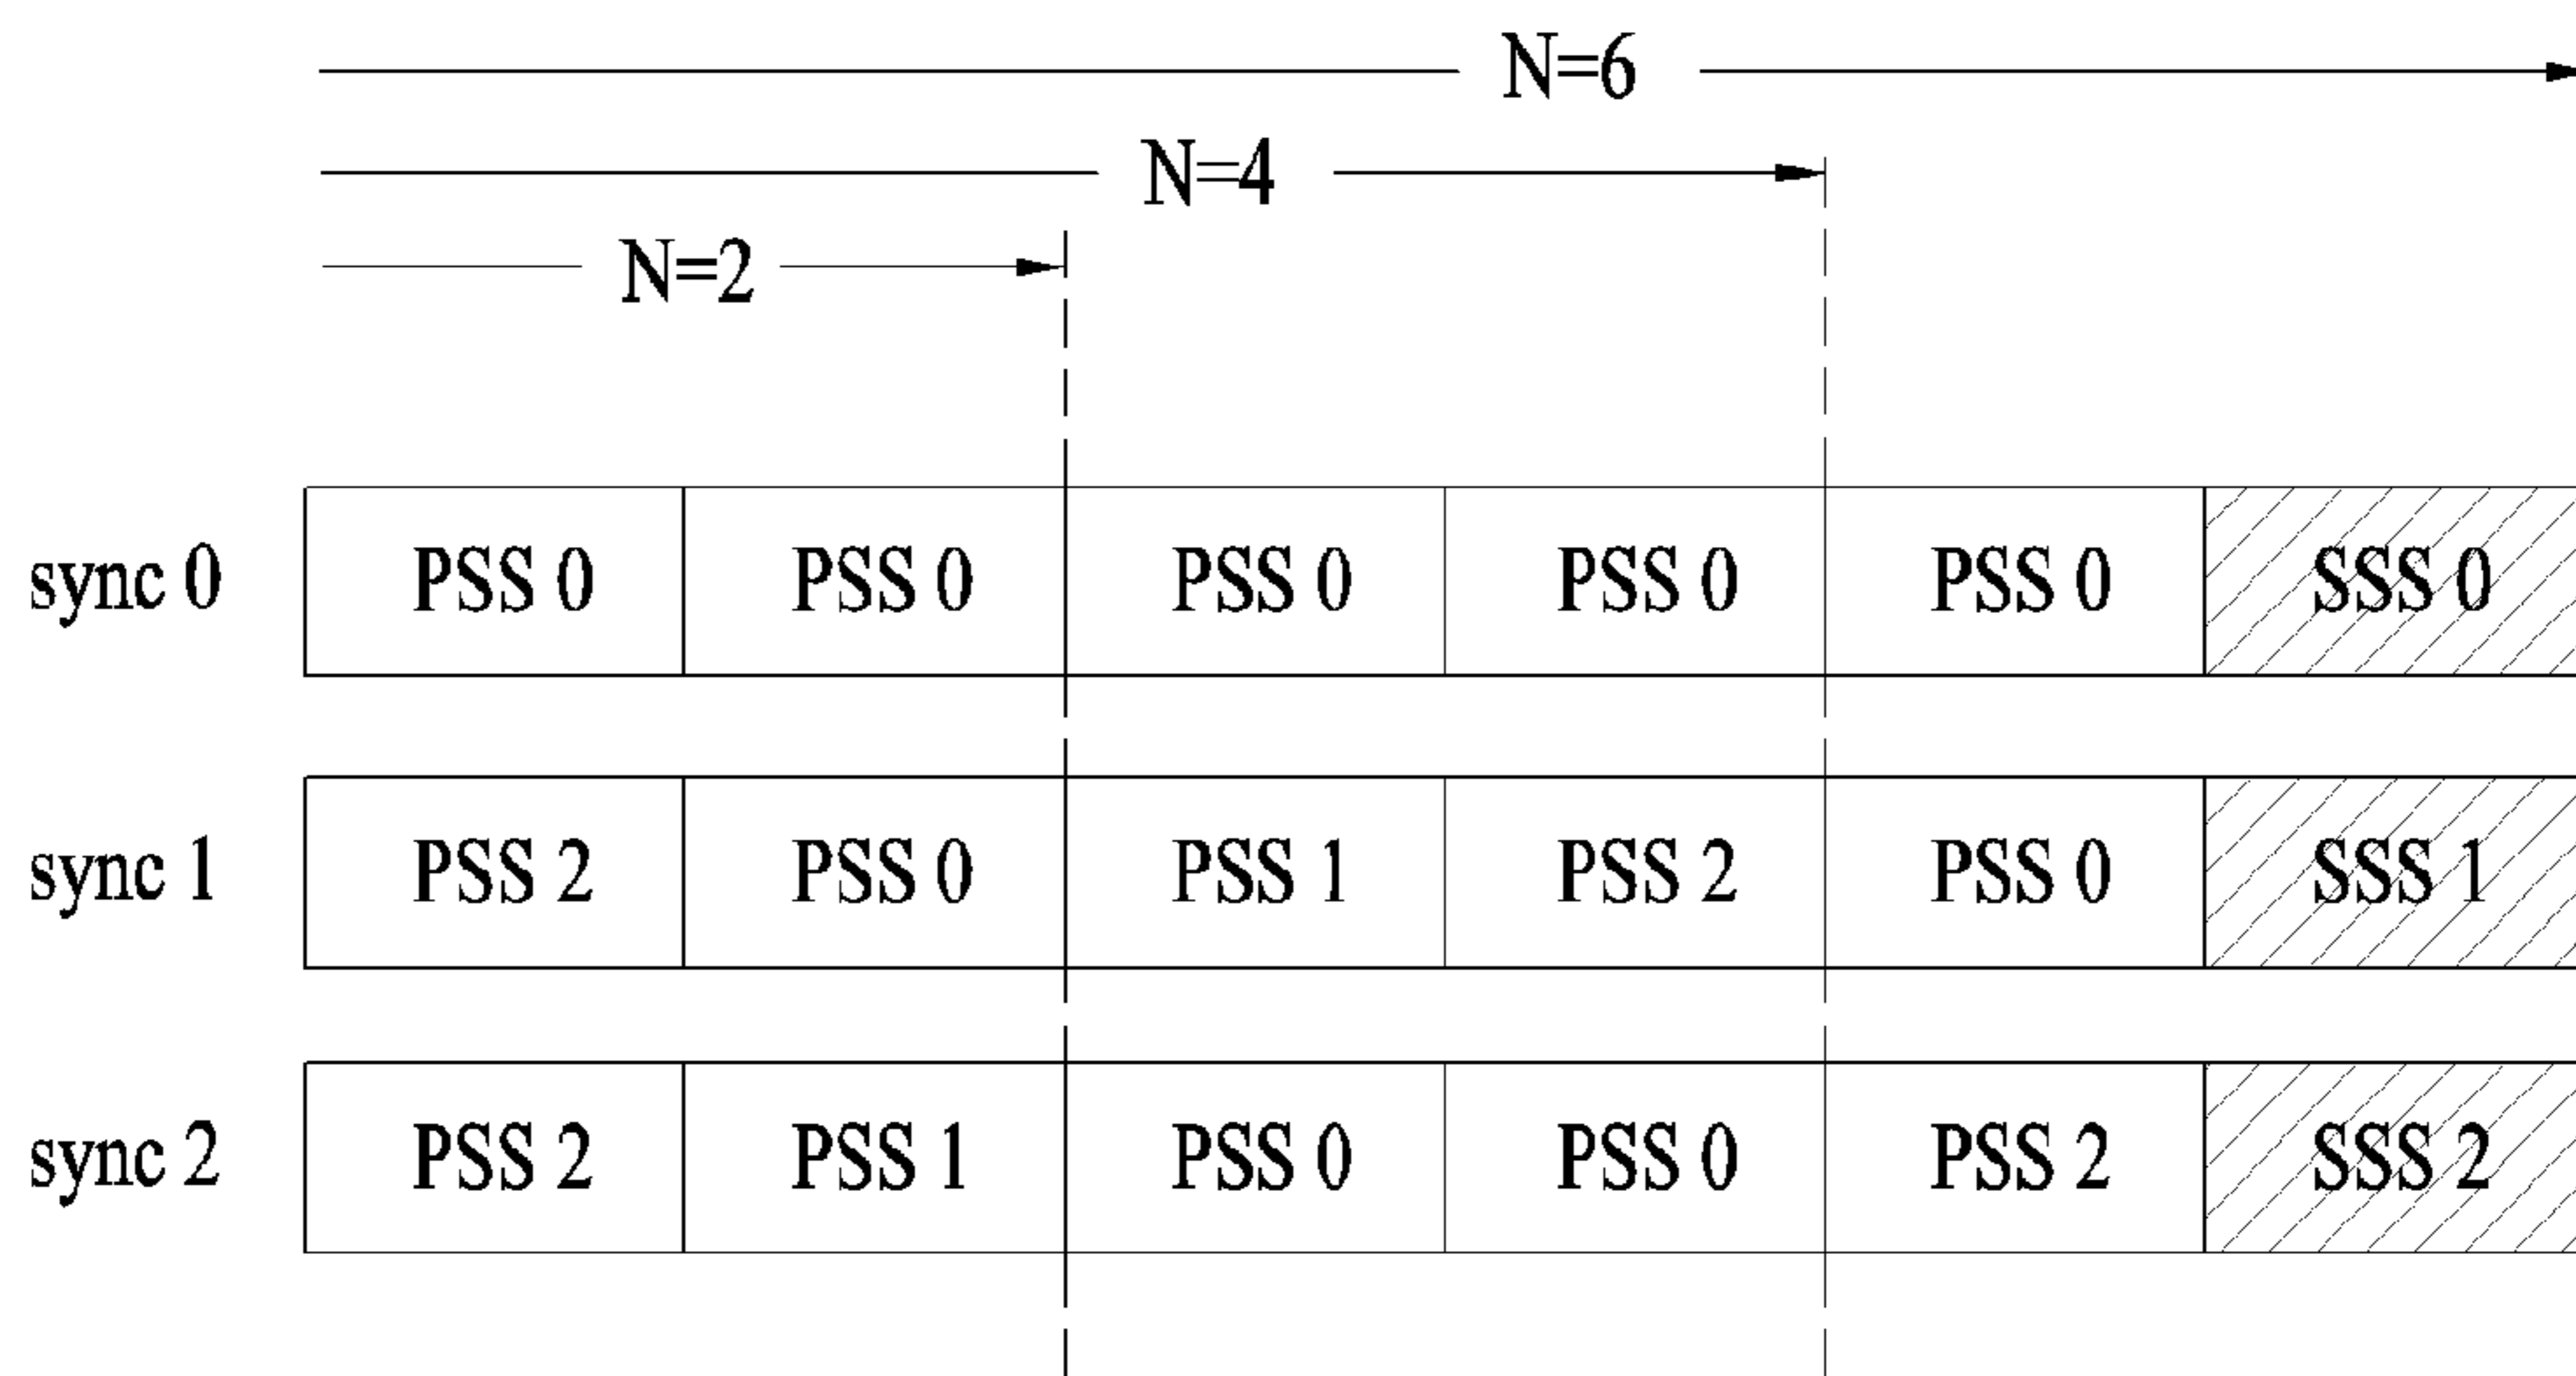 N=6
N=4
N=2
sync 0 PSS 0 PSS 0 PSS 0 PSS 0 PSS 0 SSS 0
sync 1 PSS 2 PSS 0 PSS 1 PSS 2 PSS 0 SSS 1
sync 2 PSS 2 PSS 1 PSS 0 PSS 0 PSS 2 SSS 2